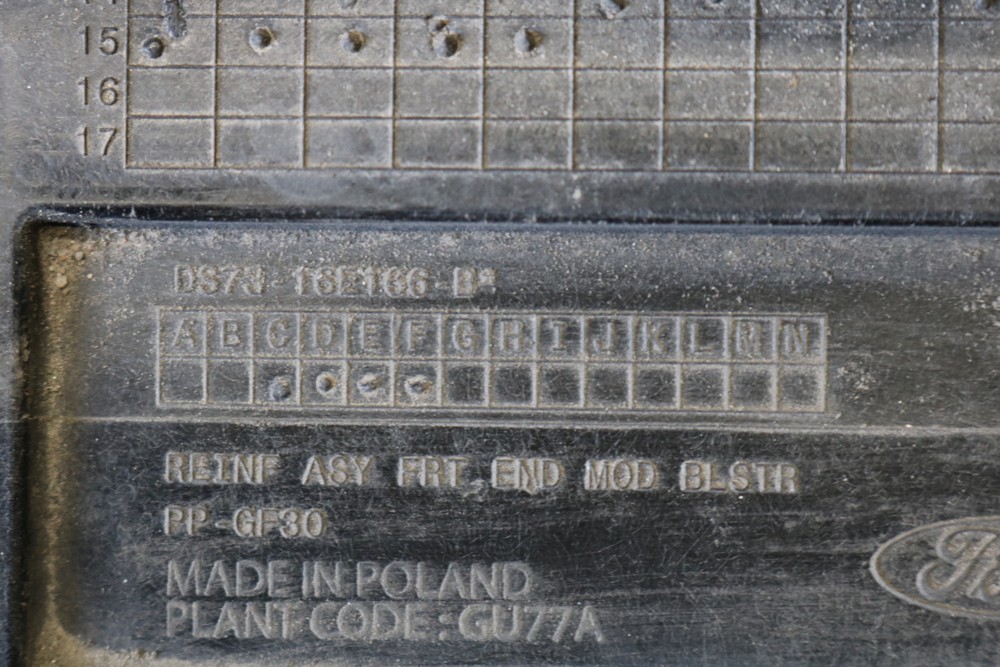 15
16
17
DS73-16E166-B*
A B C D E F G H I J K L M N
REINF ASY FRT END MOD BLSTR
PP-GF30
MADE IN POLAND
PLANT CODE:GU77A